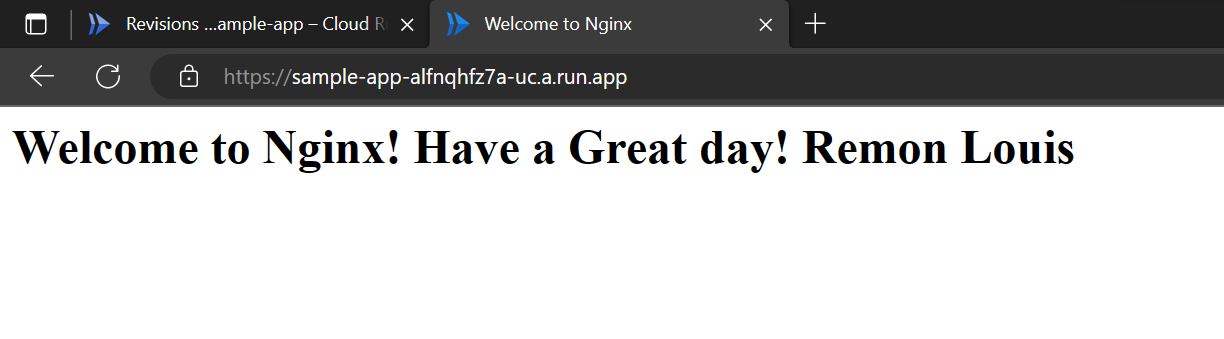 Revisions ...ample-app – Cloud R
Welcome to Nginx
https://sample-app-alfnqhfz7a-uc.a.run.app
Welcome to Nginx! Have a Great day! Remon Louis